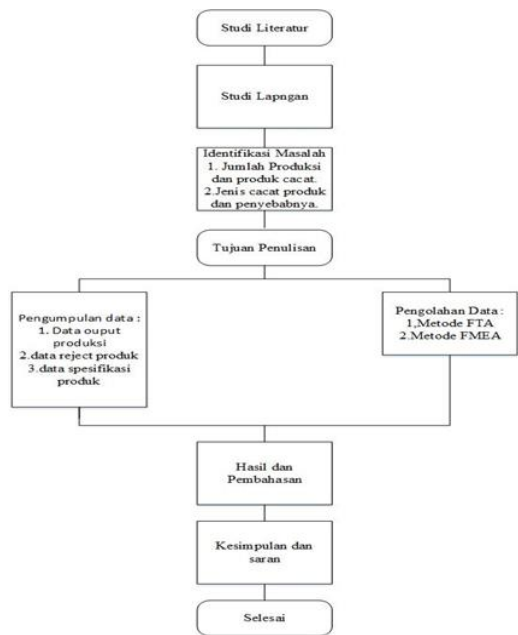 Studi Literatur
Studi Lapngan
Identifikasi Masalah
1. Jumlah Produksi
dan produk cacat.
2.Jenis cacat produk
dan penyebabnya.
Tujuan Penulisan
Pengumpulan data :
1. Data ouput
produksi
2.data reject produk
3.data spesifikasi
produk
Pengolahan Data :
1,Metode FTA
2.Metode FMEA
Hasil dan
Pembahasan
Kesimpulan dan
saran
Selesai